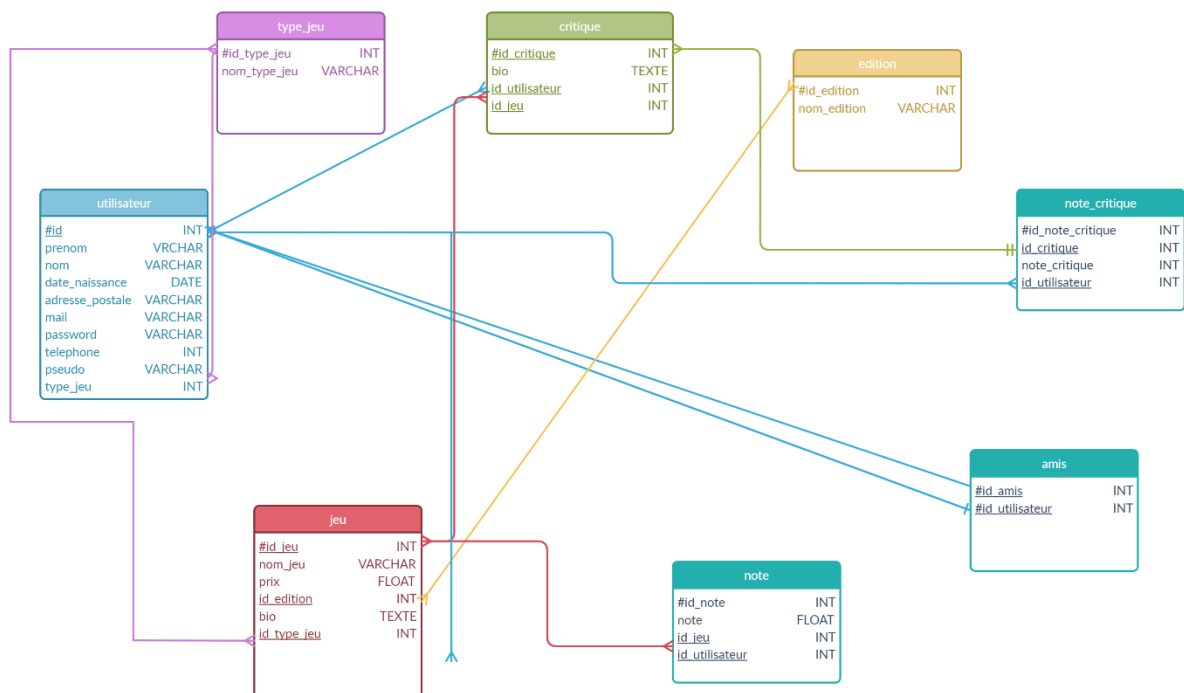 type_jeu
#id_type_jeu INT
nom_type_jeu VARCHAR
critique
#id_critique INT
bio TEXTE
id_utilisateur INT
id_jeu INT
edition
#id_edition INT
nom_edition VARCHAR
utilisateur
#id INT
prenom VRCHAR
nom VARCHAR
date_naissance DATE
adresse_postale VARCHAR
mail VARCHAR
password VARCHAR
telephone INT
pseudo VARCHAR
type_jeu INT
note_critique
#id_note_critique INT
id_critique INT
note_critique INT
id_utilisateur INT
amis
#id_amis INT
#id_utilisateur INT
jeu
#id_jeu INT
nom_jeu VARCHAR
prix FLOAT
id_edition INT
bio TEXTE
id_type_jeu INT
note
#id_note INT
note FLOAT
id_jeu INT
id_utilisateur INT